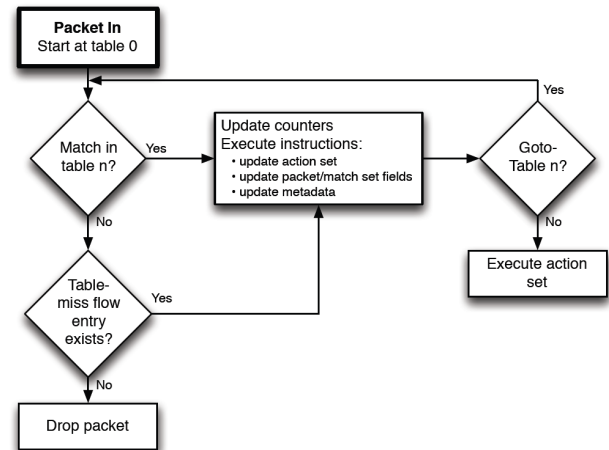 Packet In
Start at table 0
Yes
Match in
table n?
Yes
Update counters
Execute instructions:
• update action set
• update packet/match set fields
• update metadata
Goto-
Table n?
No
No
Execute action
set
Table-
miss flow
entry
exists?
Yes
No
Drop packet